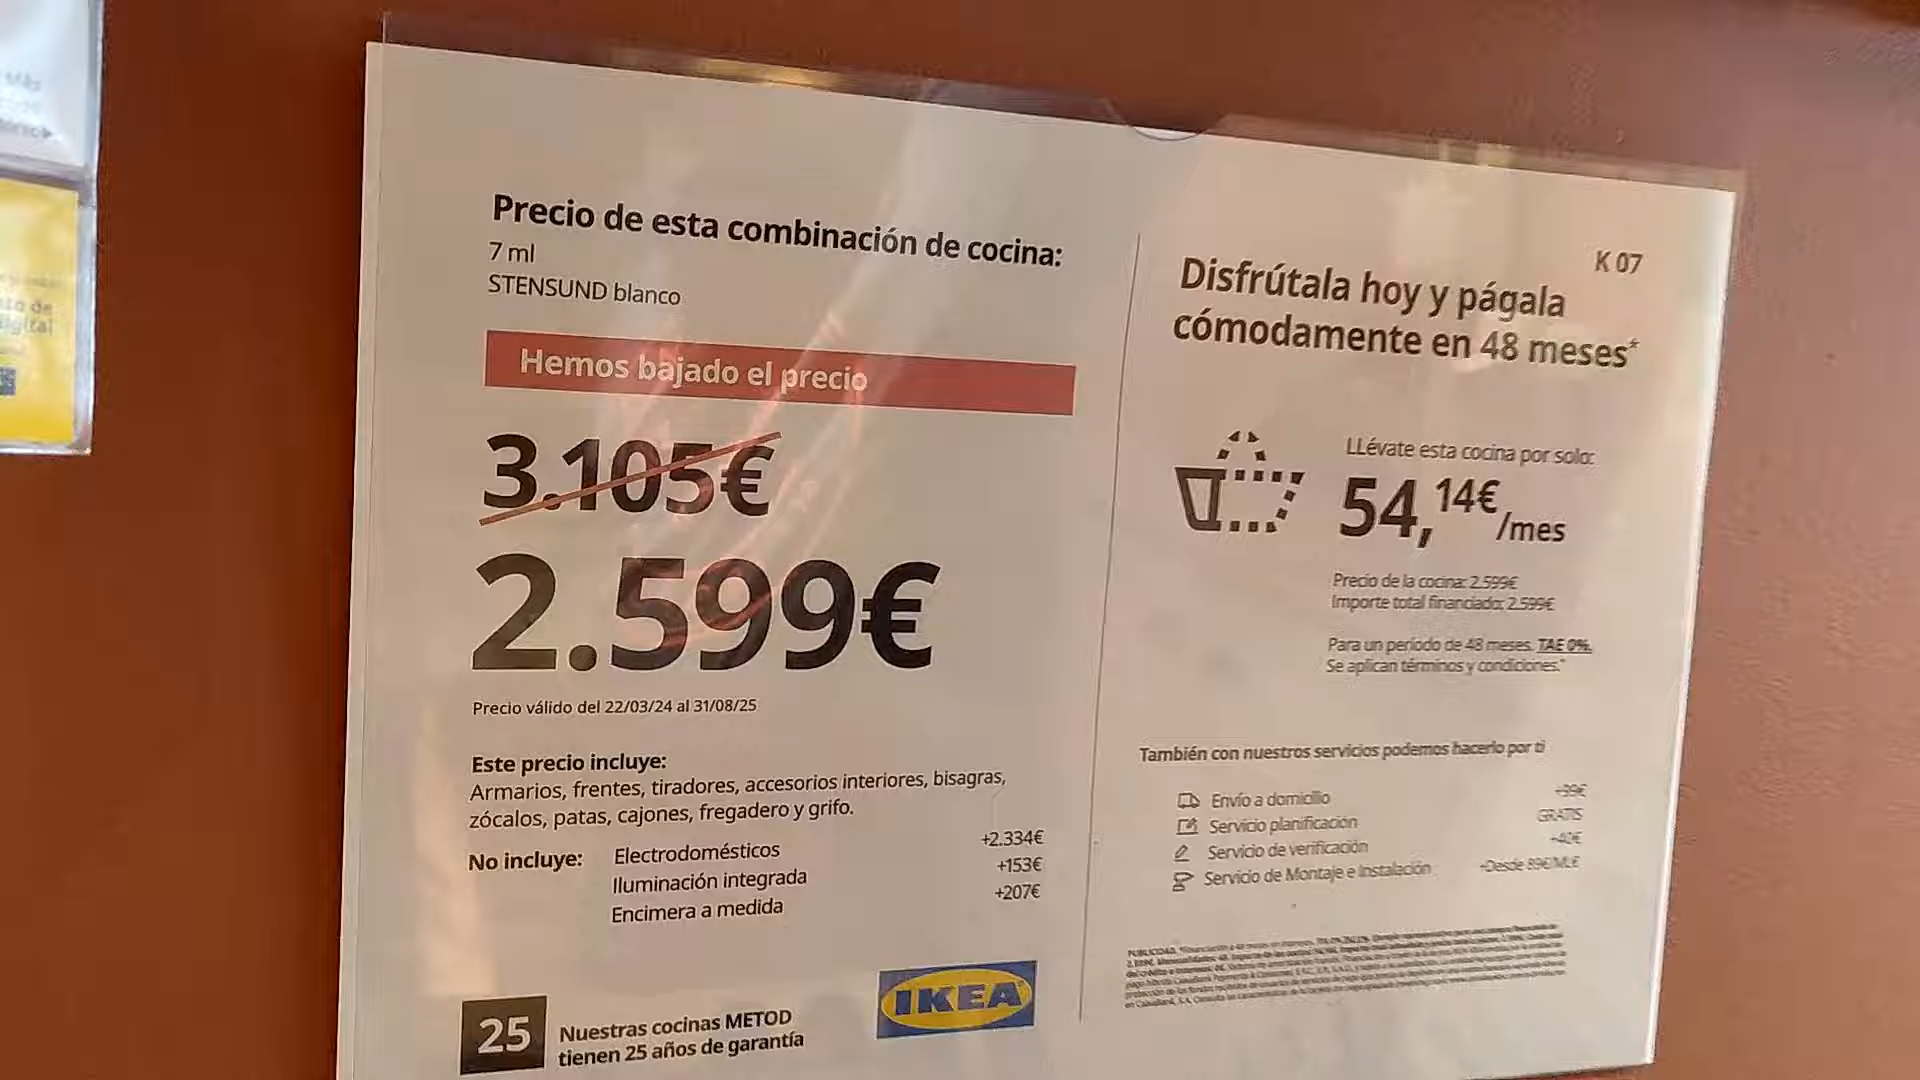 Precio de esta combinación de cocina:
7 ml
STENSUND blanco
Hemos bajado el precio
3.105€
2.599€
Precio válido del 22/03/24 al 31/08/25
Este precio incluye:
Armarios, frentes, tiradores, accesorios interiores, bisagras,
zócalos, patas, cajones, fregadero y grifo.
No incluye: Electrodomésticos +2.334€
Iluminación integrada +153€
Encimera a medida +207€
25 Nuestras cocinas METOD
tienen 25 años de garantía
IKEA
K 07
Disfrútala hoy y págala
cómodamente en 48 meses*
LLévate esta cocina por solo:
54,14€/mes
Precio de la cocina: 2.599€
Importe total financiado: 2.599€
Para un período de 48 meses. TAE 0%.
Se aplican términos y condiciones.*
También con nuestros servicios podemos hacerlo por ti
Envío a domicilio +99€
Servicio planificación GRATIS
Servicio de verificación +40€
Servicio de Montaje e Instalación +Desde 89€/ML€